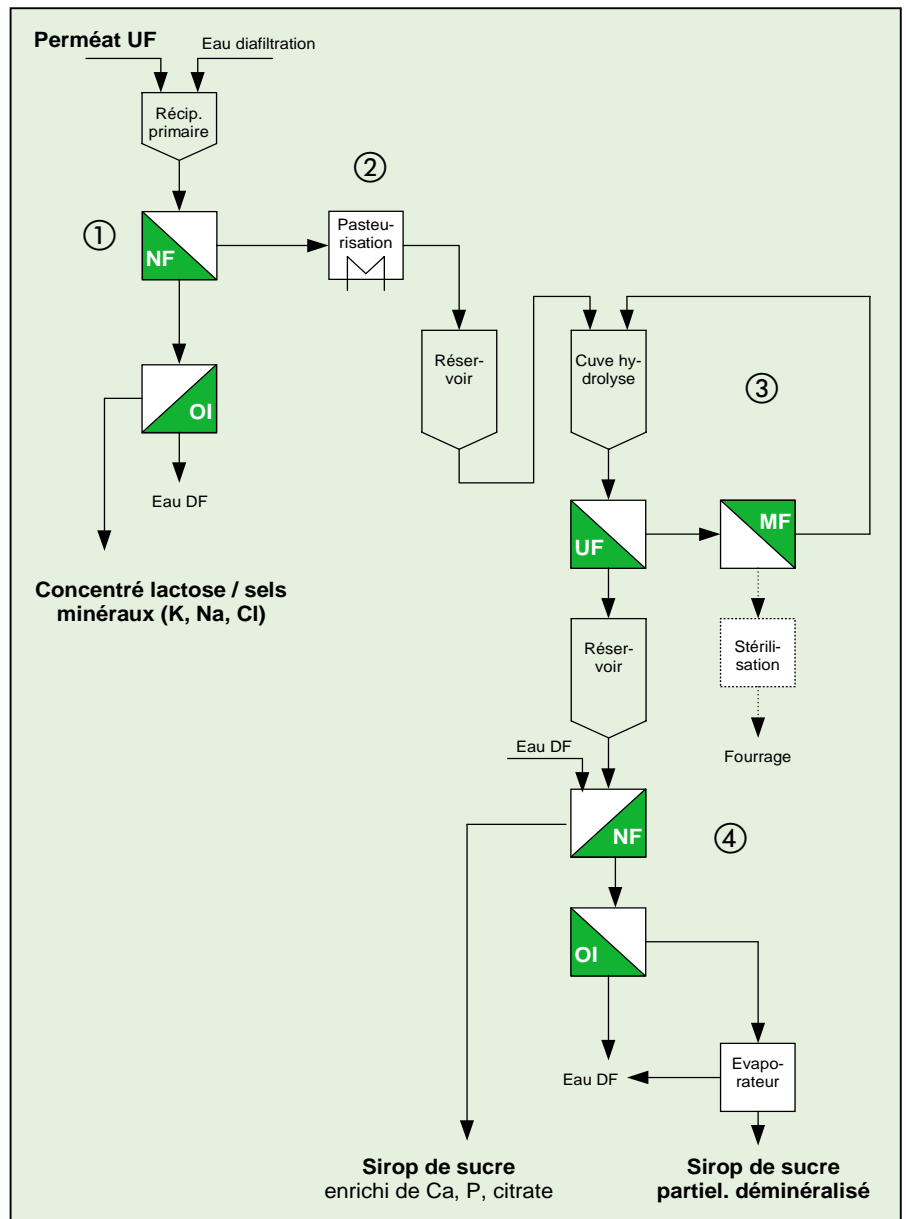 Perméat UF
Eau diafiltration
Récip.
primaire
②
①
NF
Pasteu-
risation
Réser-
voir
Cuve hy-
drolyse
③
OI
Eau DF
UF
MF
Concentré lactose / sels
minéraux (K, Na, Cl)
Réser-
voir
Stérili-
sation
Eau DF
Fourrage
NF
④
OI
Eau DF
Evapo-
rateur
Sirop de sucre
enrichi de Ca, P, citrate
Sirop de sucre
partiel. déminéralisé